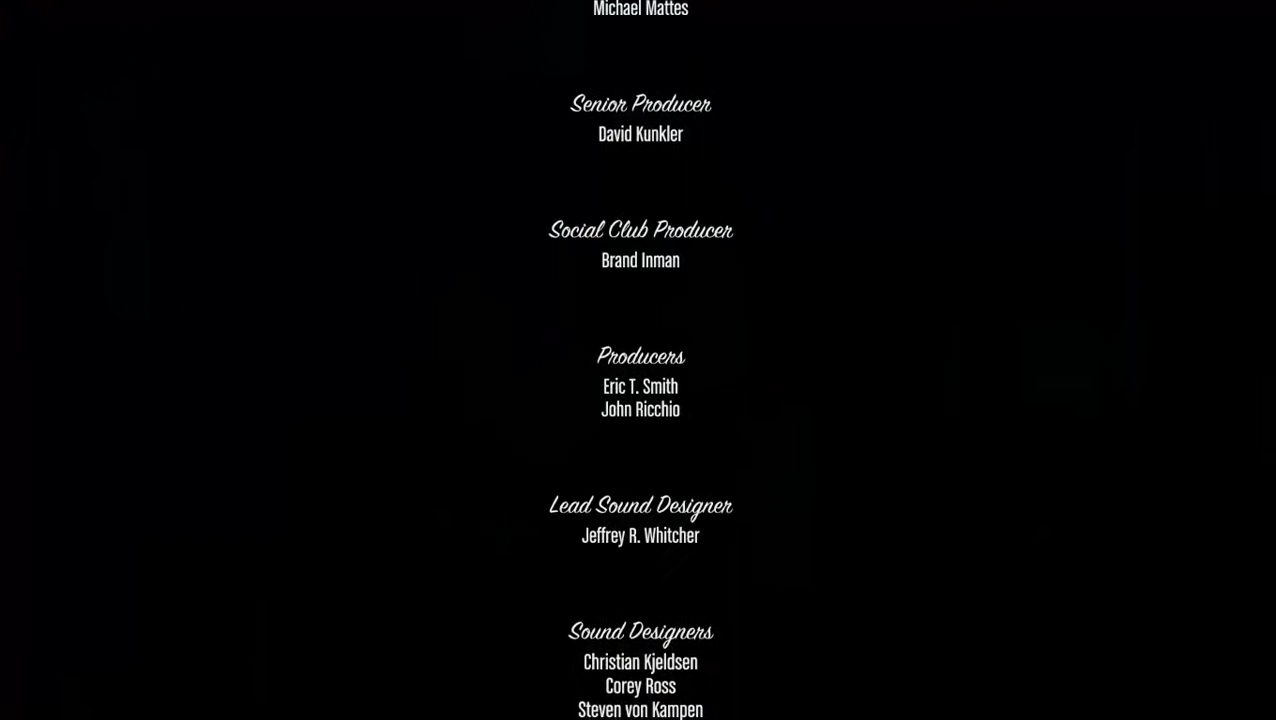 Michael Mattes
Senior Producer
David Kunkler
Social Club Producer
Brand Inman
Producers
Eric T. Smith
John Ricchio
Lead Sound Designer
Jeffrey R. Whitcher
Sound Designers
Christian Kjeldsen
Corey Ross
Steven von Kampen